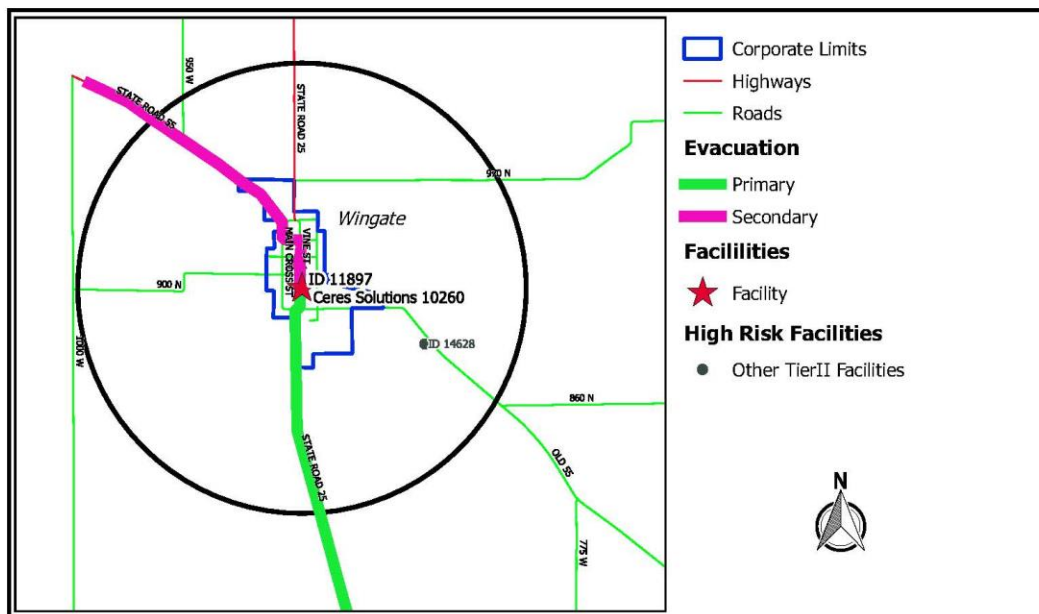 950 W
STATE ROAD 55
STATE ROAD 25
970 N
Wingate
MAIN CROSS ST
VINE ST
900 N
ID 11897
Ceres Solutions 10260
1000 W
ID 14628
860 N
OLD 55
STATE ROAD 25
775 W
Corporate Limits
Highways
Roads
Evacuation
Primary
Secondary
Facililities
Facility
High Risk Facilities
Other TierII Facilities
N